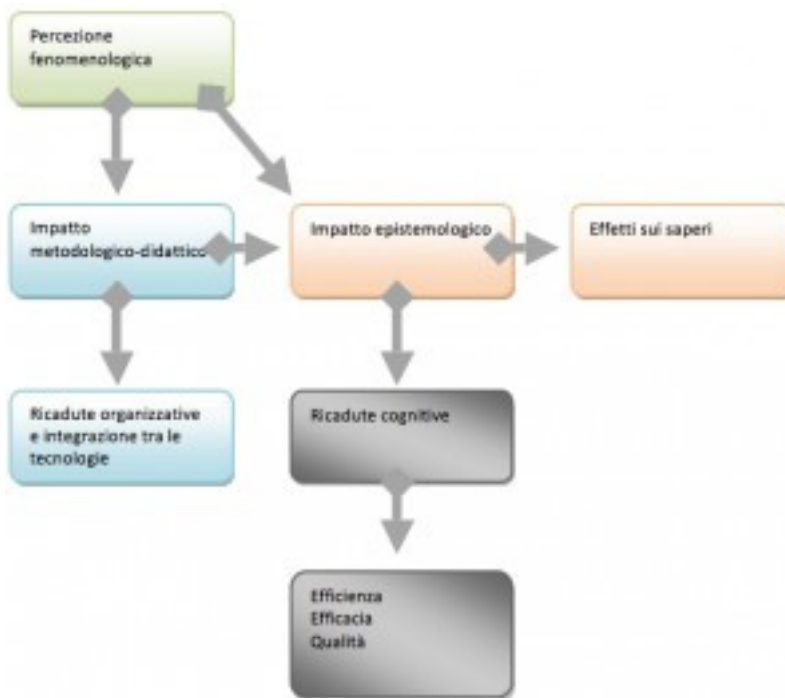 Percezione
fenomenologica
Impatto
metodologico-didattico
Impatto epistemologico
Effetti sui saperi
Ricadute organizzative
e integrazione tra le
tecnologie
Ricadute cognitive
Efficienza
Efficacia
Qualità